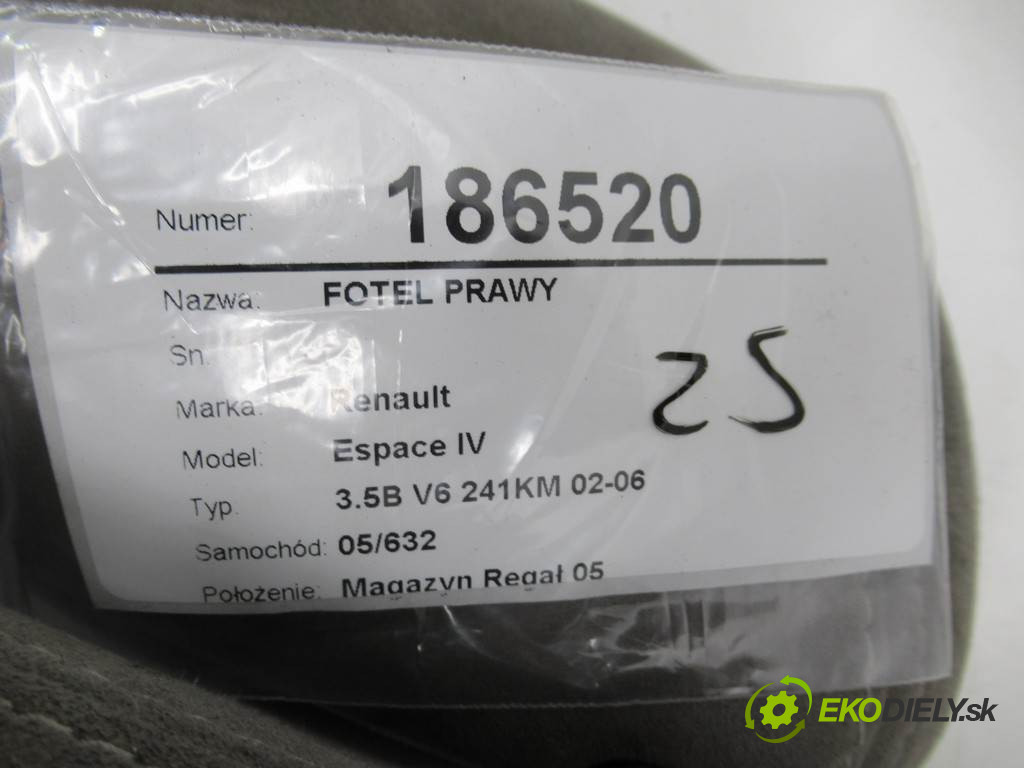 Numer: 186520
Nazwa: FOTEL PRAWY
Sn.
Marka: Renault
Model: Espace IV
Typ. 3.5B V6 241KM 02-06
Samochód: 05/632
Położenie: Magazyn Regał 05
25
EKODIELY.sk